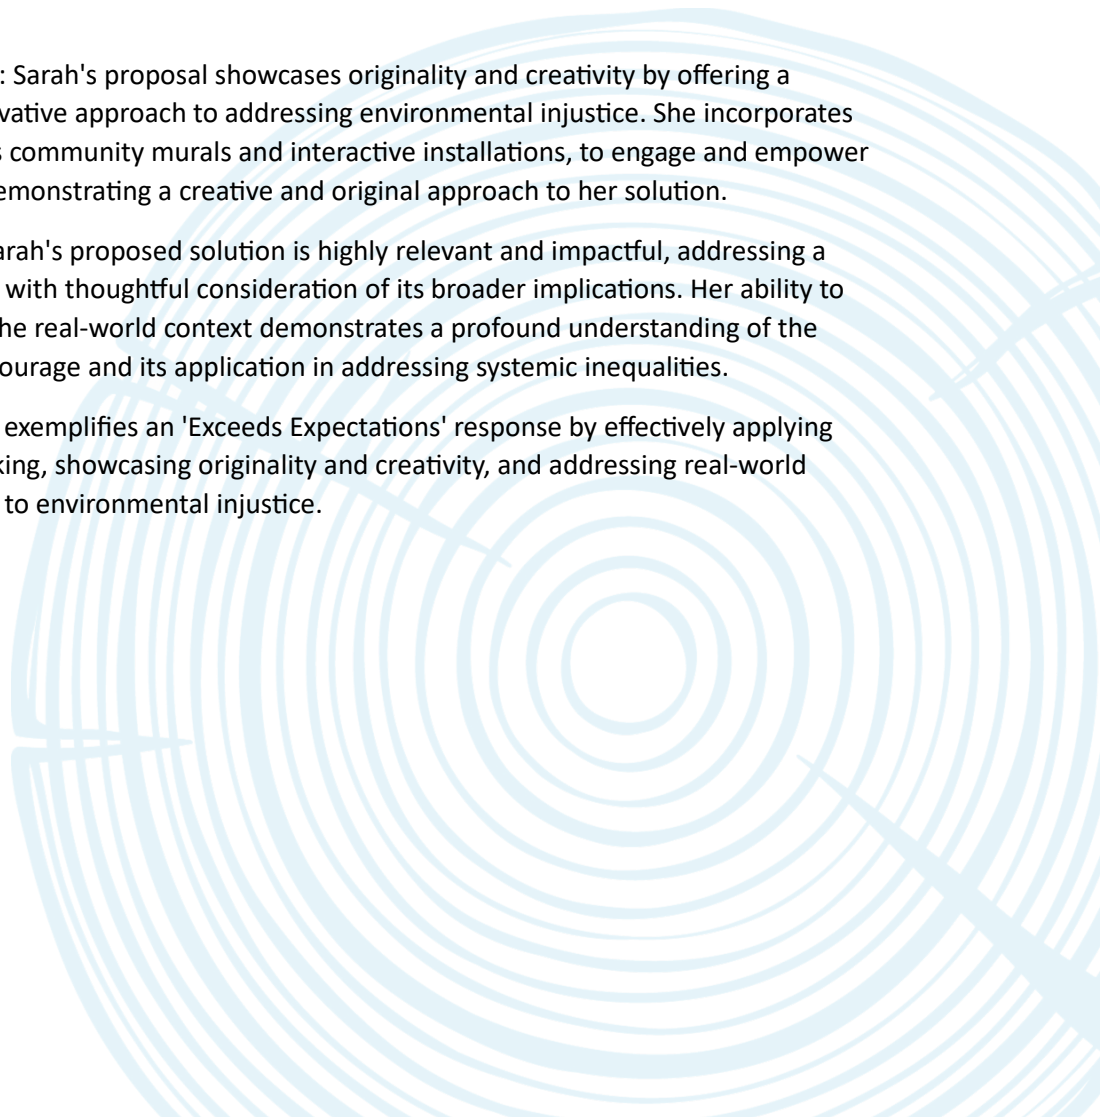 : Sarah's proposal showcases originality and creativity by offering a
vative approach to addressing environmental injustice. She incorporates
s community murals and interactive installations, to engage and empower
emonstrating a creative and original approach to her solution.
arah's proposed solution is highly relevant and impactful, addressing a
with thoughtful consideration of its broader implications. Her ability to
he real-world context demonstrates a profound understanding of the
ourage and its application in addressing systemic inequalities.
exemplifies an 'Exceeds Expectations' response by effectively applying
king, showcasing originality and creativity, and addressing real-world
to environmental injustice.